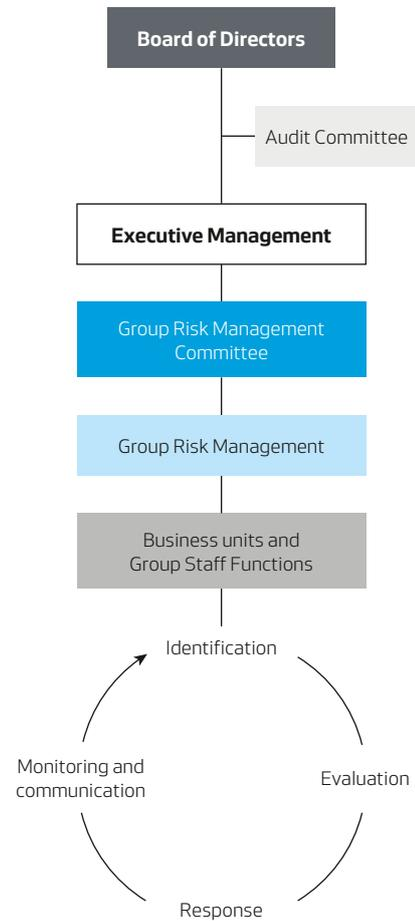 Board of Directors
Audit Committee
Executive Management
Group Risk Management
Committee
Group Risk Management
Business units and
Group Staff Functions
Identification
Monitoring and
communication
Evaluation
Response